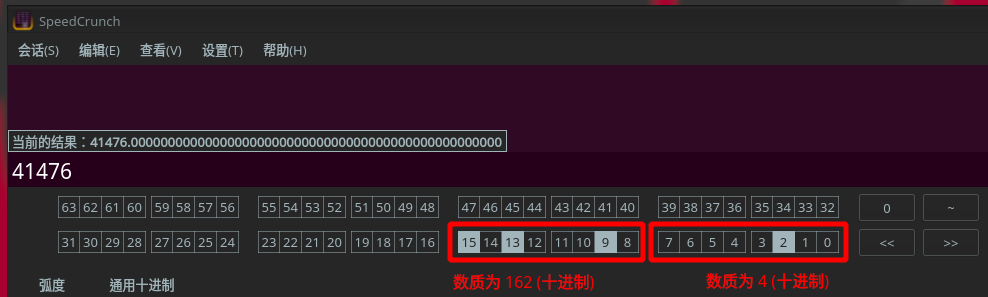 SpeedCrunch
会话(S) 编辑(E) 查看(V) 设置(T) 帮助(H)
当前的结果：41476.00000000000000000000000000000000000000000000000000
41476
63 62 61 60 59 58 57 56 55 54 53 52 51 50 49 48 47 46 45 44 43 42 41 40 39 38 37 36 35 34 33 32 0 ~
31 30 29 28 27 26 25 24 23 22 21 20 19 18 17 16 15 14 13 12 11 10 9 8 7 6 5 4 3 2 1 0 << >>
弧度 通用十进制 数质为 162 (十进制) 数质为 4 (十进制)